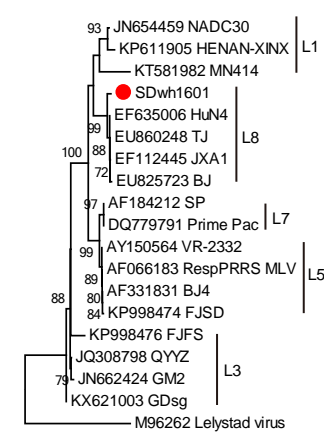 93
JN654459 NADC30
KP611905 HENAN-XINX
L1
KT581982 MN414
SDwh1601
EF635006 HuN4
99
EU860248 TJ
L8
88
EF112445 JXA1
100
72
EU825723 BJ
97
AF184212 SP
L7
DQ779791 Prime Pac
99
AY150564 VR-2332
AF066183 RespPRRS MLV
L5
89
AF331831 BJ4
80
84
KP998474 FJSD
88
KP998476 FJFS
JQ308798 QYYZ
L3
79
JN662424 GM2
KX621003 GDsg
M96262 Lelystad virus